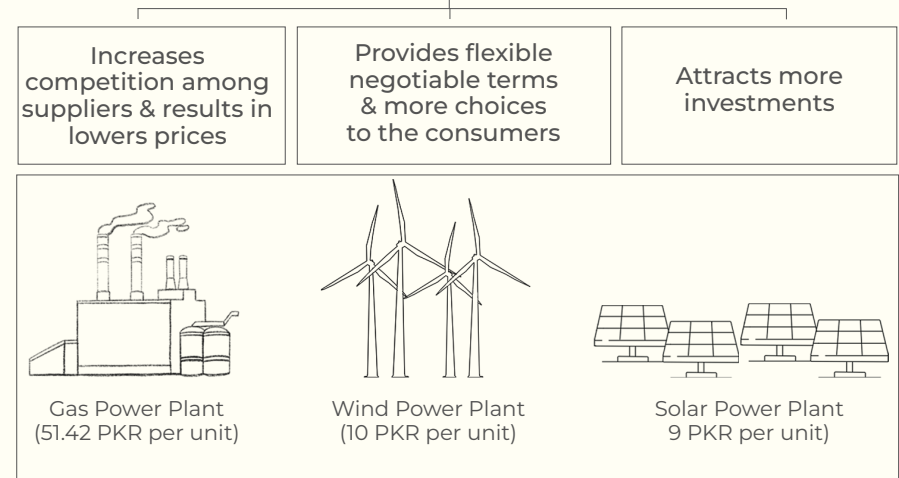 Increases
competition among
suppliers & results in
lowers prices
Provides flexible
negotiable terms
& more choices
to the consumers
Attracts more
investments
Gas Power Plant
(51.42 PKR per unit)
Wind Power Plant
(10 PKR per unit)
Solar Power Plant
9 PKR per unit)